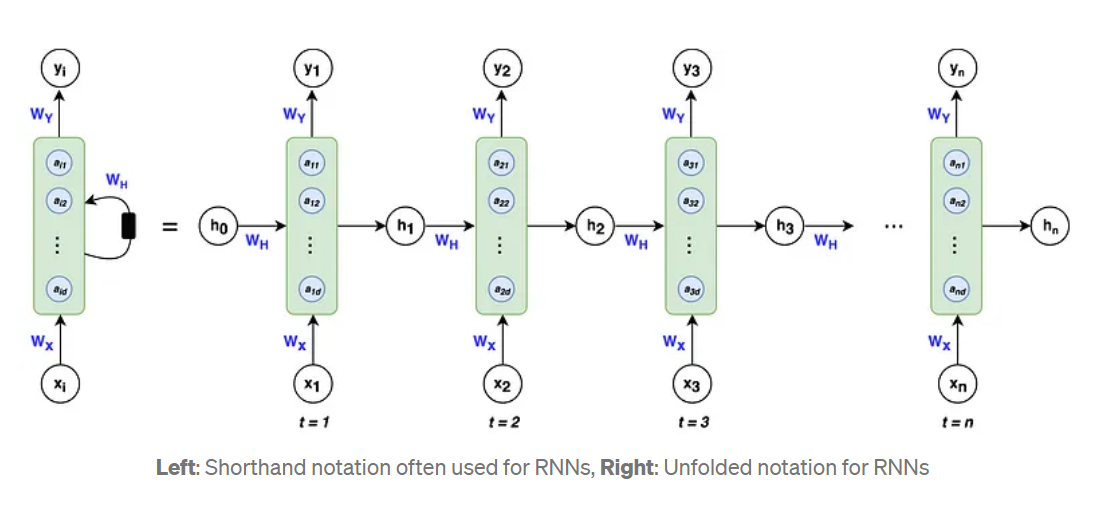 yi y1 y2 y3 yn
WY WY WY WY WY
ai1 a11 a21 a31 an1
WH
ai2 a12 a22 a32 an2
= h0 WH h1 WH h2 WH h3 WH ... hn
⋮ ⋮ ⋮ ⋮ ⋮
aid a1d a2d a3d and
WX WX WX WX WX
xi x1 x2 x3 xn
t = 1 t = 2 t = 3 t = n
Left: Shorthand notation often used for RNNs, Right: Unfolded notation for RNNs